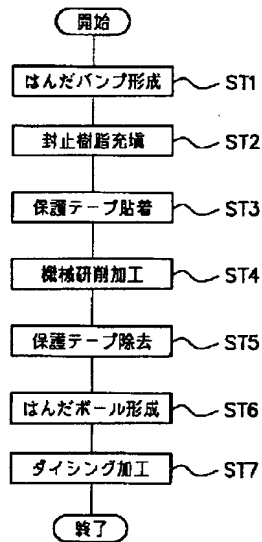 開始
はんだバンプ形成 ST1
封止樹脂充填 ST2
保護テープ貼着 ST3
機械研削加工 ST4
保護テープ除去 ST5
はんだボール形成 ST6
ダイシング加工 ST7
終了